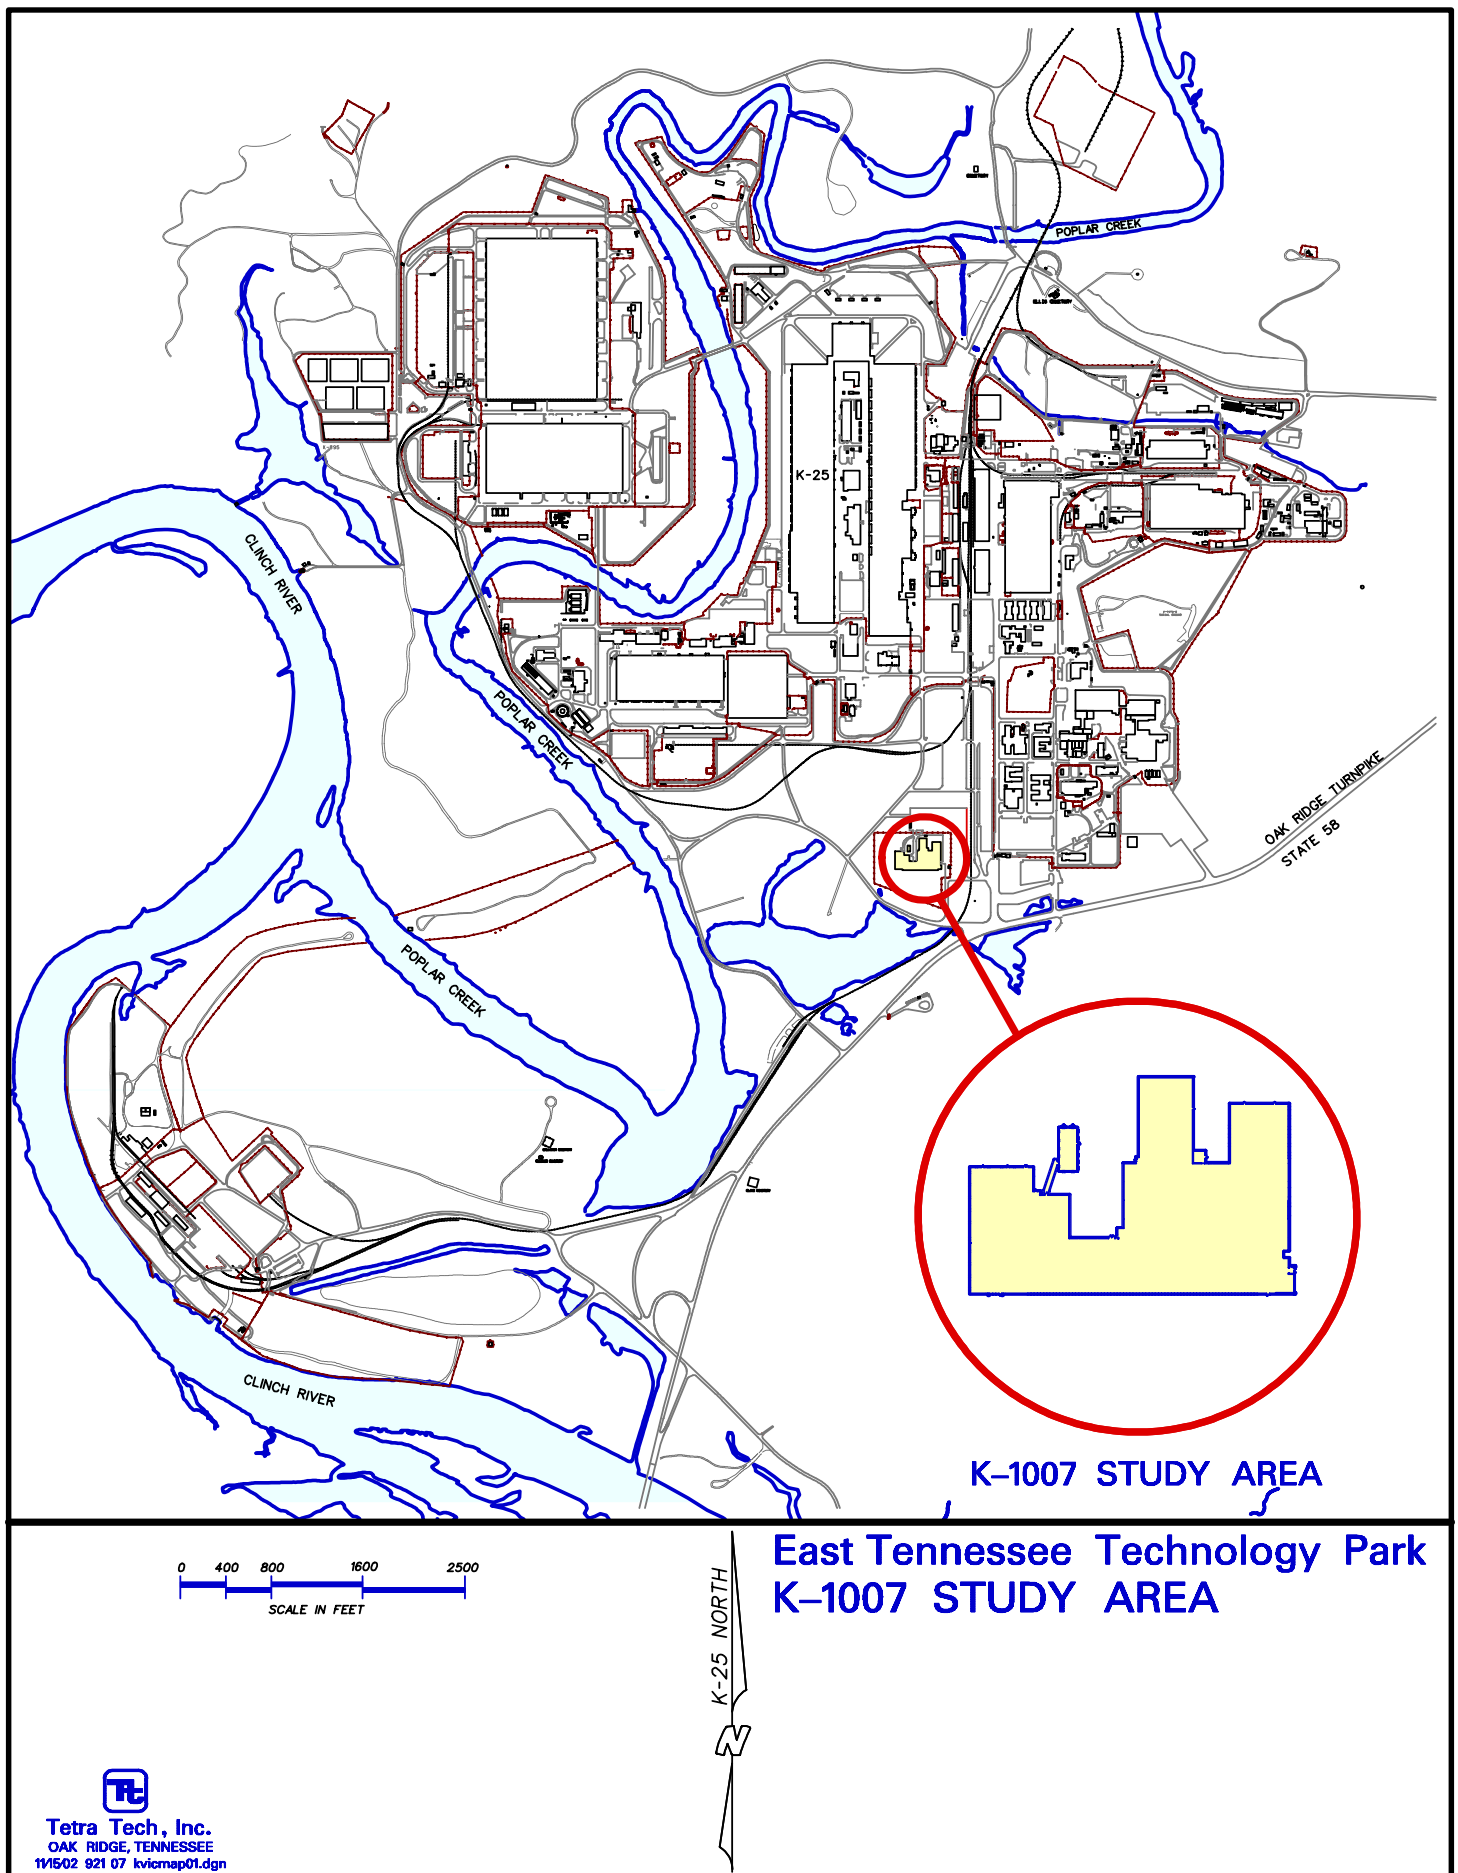 POPLAR CREEK
ELLIS CEMETERY
K-25
CLINCH RIVER
POPLAR CREEK
OAK RIDGE TURNPIKE
STATE 58
POPLAR CREEK
CLINCH RIVER
K–1007 STUDY AREA
0 400 800 1600 2500
SCALE IN FEET
K-25 NORTH
N
East Tennessee Technology Park
K–1007 STUDY AREA
Tetra Tech, Inc.
OAK RIDGE, TENNESSEE
11/15/02 921 07 kvicmap01.dgn